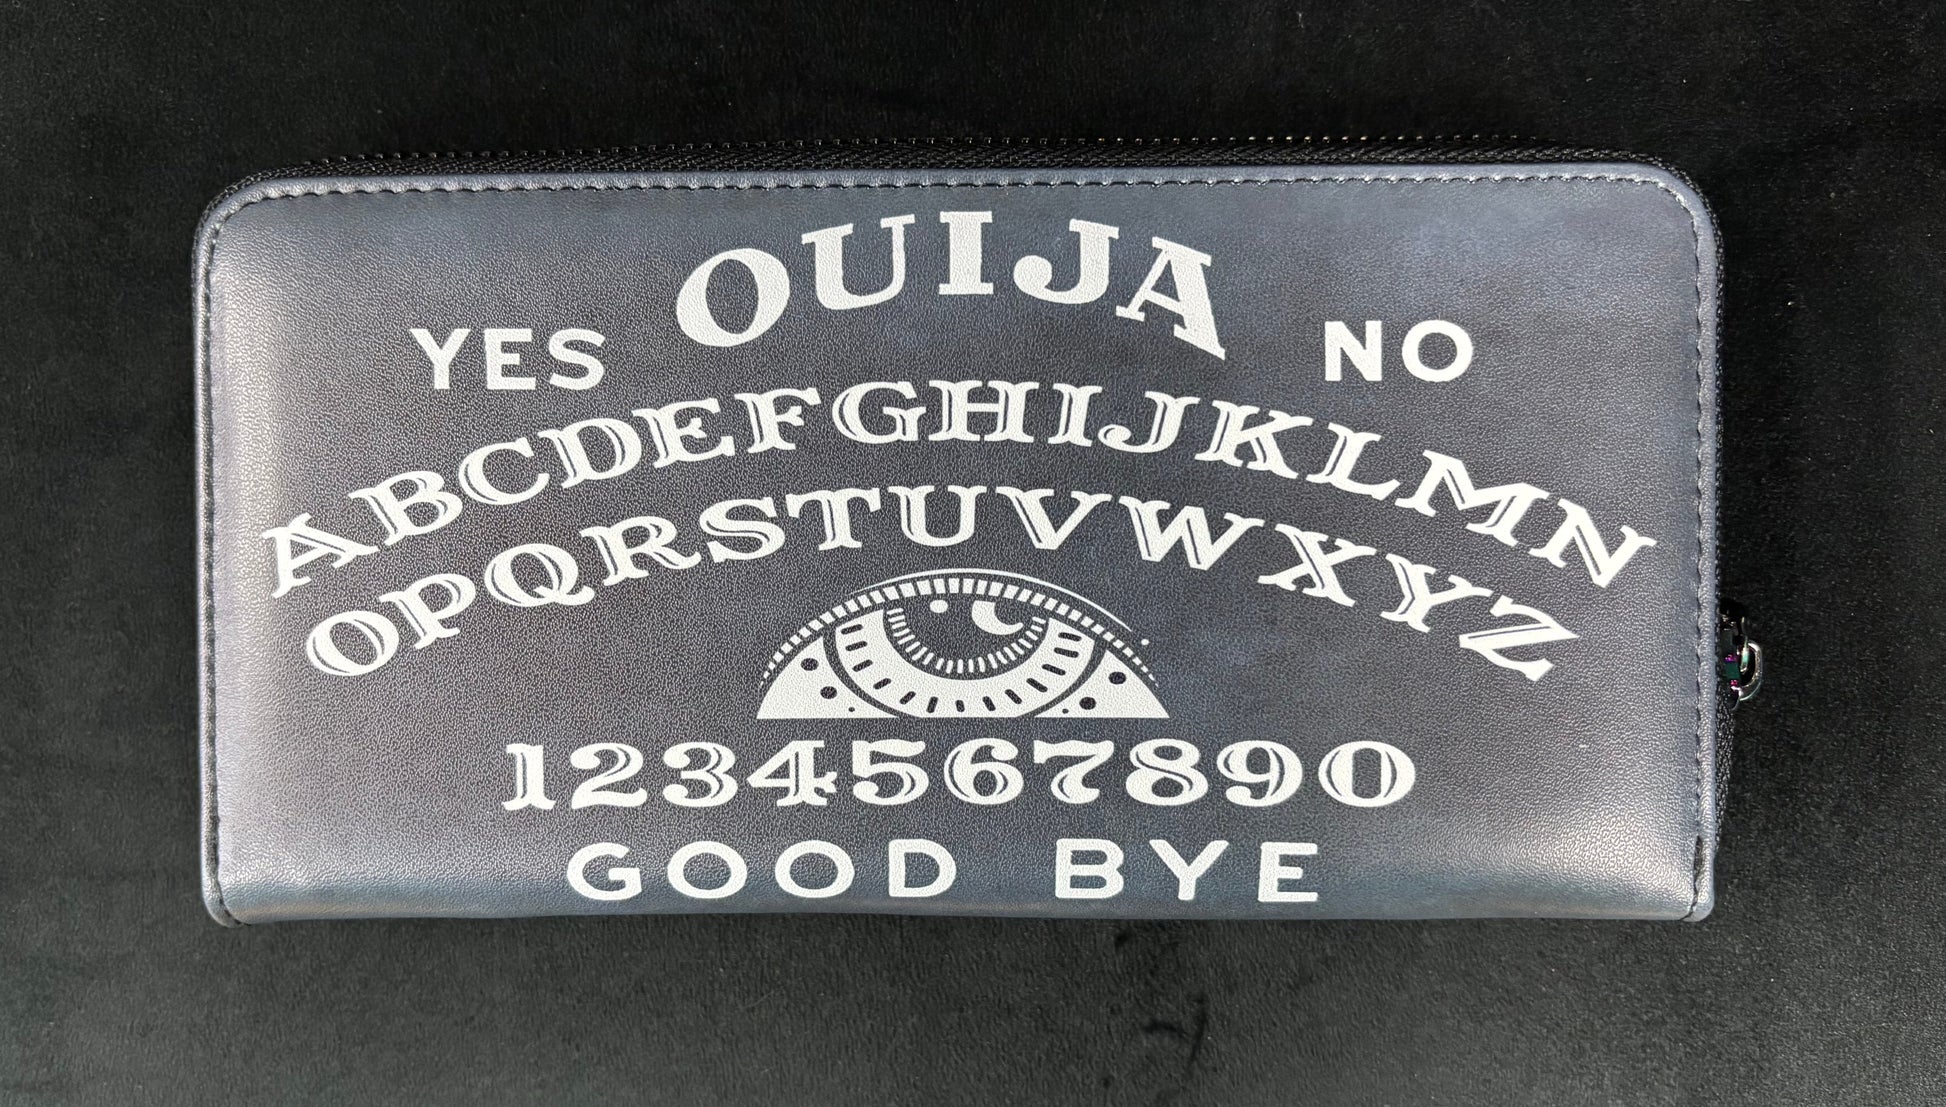 OUIJA
YES NO
ABCDEFGHIJKLMN
OPQRSTUVWXYZ
1234567890
GOOD BYE